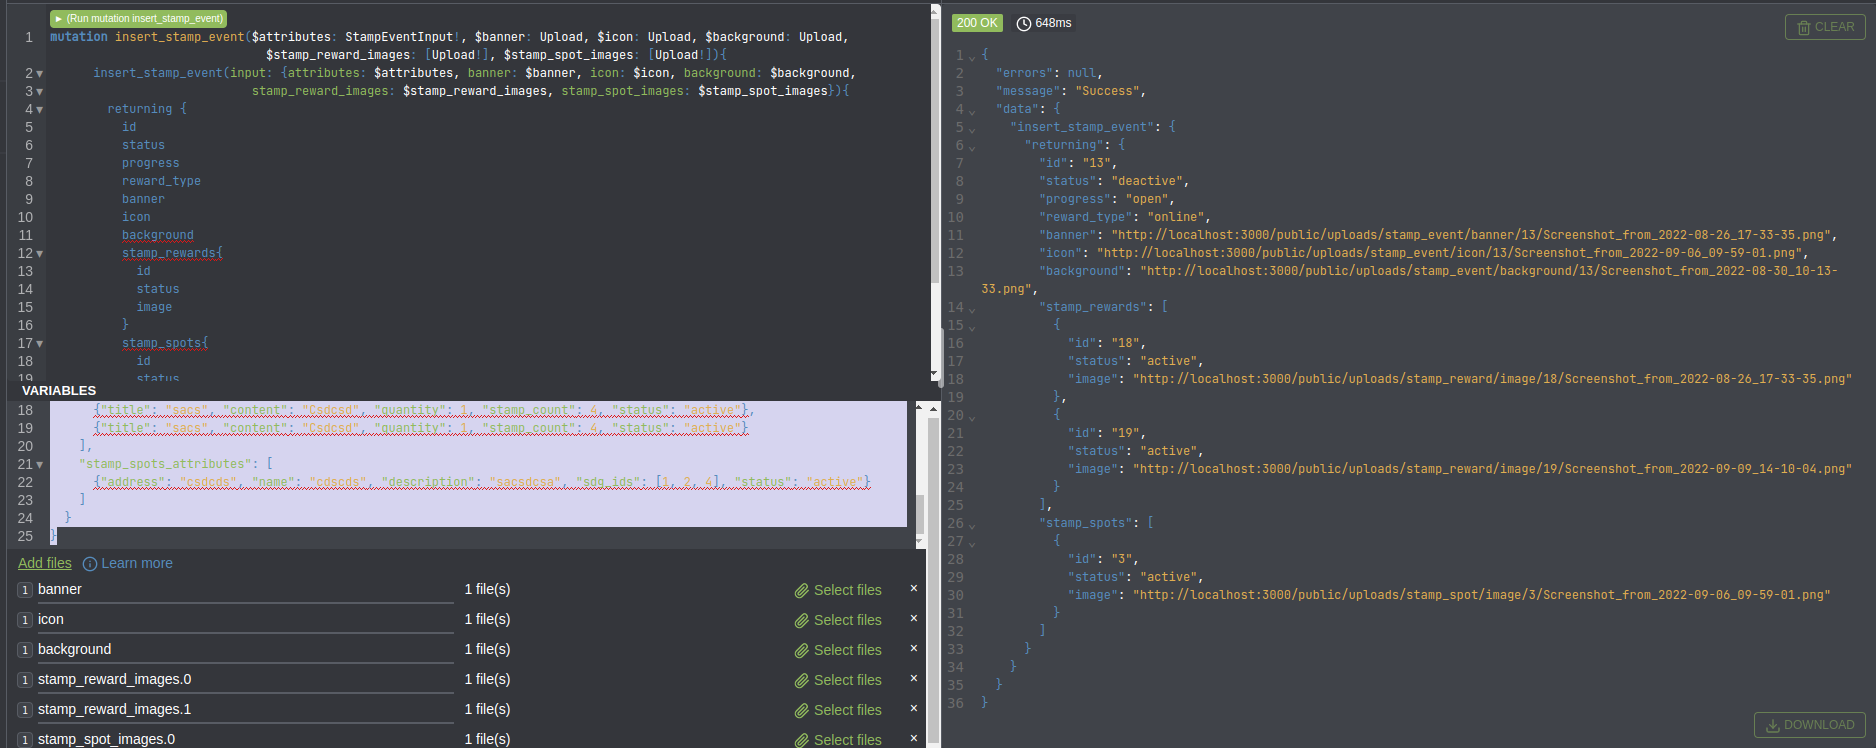 ► (Run mutation insert_stamp_event)
1 mutation insert_stamp_event($attributes: StampEventInput!, $banner: Upload, $icon: Upload, $background: Upload,
$stamp_reward_images: [Upload!], $stamp_spot_images: [Upload!]){
2 insert_stamp_event(input: {attributes: $attributes, banner: $banner, icon: $icon, background: $background,
3 stamp_reward_images: $stamp_reward_images, stamp_spot_images: $stamp_spot_images}){
4 returning {
5 id
6 status
7 progress
8 reward_type
9 banner
10 icon
11 background
12 stamp_rewards{
13 id
14 status
15 image
16 }
17 stamp_spots{
18 id
19 status
VARIABLES
18 {"title": "sacs", "content": "Csdcsd", "quantity": 1, "stamp_count": 4, "status": "active"},
19 {"title": "sacs", "content": "Csdcsd", "quantity": 1, "stamp_count": 4, "status": "active"}
20 ],
21 "stamp_spots_attributes": [
22 {"address": "csdcds", "name": "cdscds", "description": "sacsdcsa", "sdg_ids": [1, 2, 4], "status": "active"}
23 ]
24 }
25 }
Add files Learn more
1 banner 1 file(s) Select files ×
1 icon 1 file(s) Select files ×
1 background 1 file(s) Select files ×
1 stamp_reward_images.0 1 file(s) Select files ×
1 stamp_reward_images.1 1 file(s) Select files ×
1 stamp_spot_images.0 1 file(s) Select files ×
200 OK 648ms
CLEAR
1 {
2 "errors": null,
3 "message": "Success",
4 "data": {
5 "insert_stamp_event": {
6 "returning": {
7 "id": "13",
8 "status": "deactive",
9 "progress": "open",
10 "reward_type": "online",
11 "banner": "http://localhost:3000/public/uploads/stamp_event/banner/13/Screenshot_from_2022-08-26_17-33-35.png",
12 "icon": "http://localhost:3000/public/uploads/stamp_event/icon/13/Screenshot_from_2022-09-06_09-59-01.png",
13 "background": "http://localhost:3000/public/uploads/stamp_event/background/13/Screenshot_from_2022-08-30_10-13-
33.png",
14 "stamp_rewards": [
15 {
16 "id": "18",
17 "status": "active",
18 "image": "http://localhost:3000/public/uploads/stamp_reward/image/18/Screenshot_from_2022-08-26_17-33-35.png"
19 },
20 {
21 "id": "19",
22 "status": "active",
23 "image": "http://localhost:3000/public/uploads/stamp_reward/image/19/Screenshot_from_2022-09-09_14-10-04.png"
24 }
25 ],
26 "stamp_spots": [
27 {
28 "id": "3",
29 "status": "active",
30 "image": "http://localhost:3000/public/uploads/stamp_spot/image/3/Screenshot_from_2022-09-06_09-59-01.png"
31 }
32 ]
33 }
34 }
35 }
36 }
DOWNLOAD